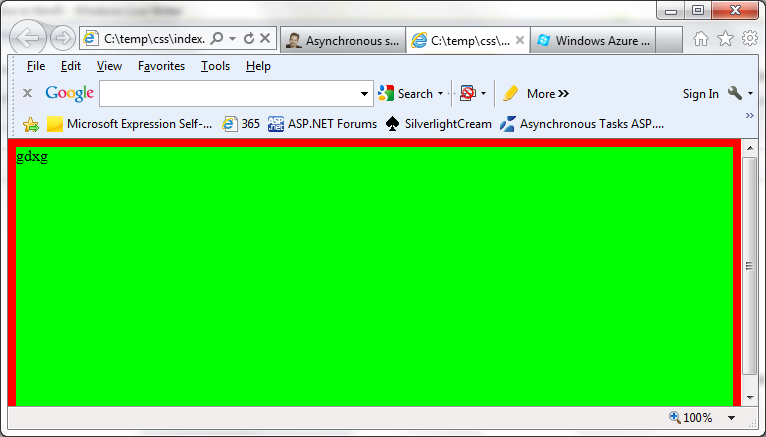 C:\temp\css\index.
Asynchronous s...
C:\temp\css\...
Windows Azure ...
File Edit View Favorites Tools Help
x Google Search More »
Sign In
Microsoft Expression Self-... 365 ASP.NET Forums SilverlightCream Asynchronous Tasks ASP....
gdxg
100%